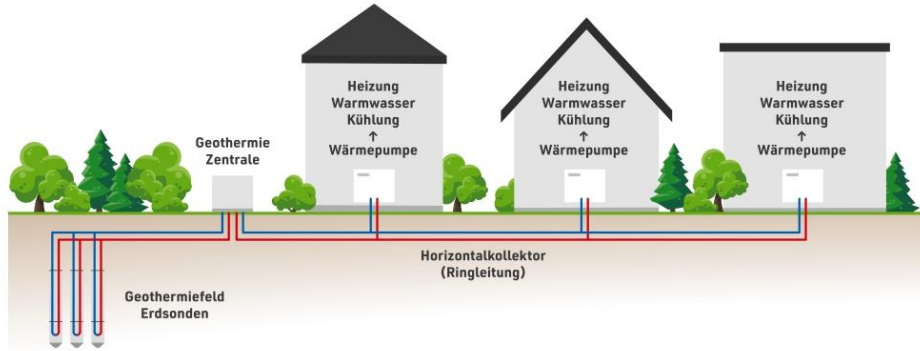 Heizung
Warmwasser
Kühlung
↑
Wärmepumpe
Heizung
Warmwasser
Kühlung
↑
Wärmepumpe
Heizung
Warmwasser
Kühlung
↑
Wärmepumpe
Geothermie
Zentrale
Horizontalkollektor
(Ringleitung)
Geothermiefeld
Erdsonden